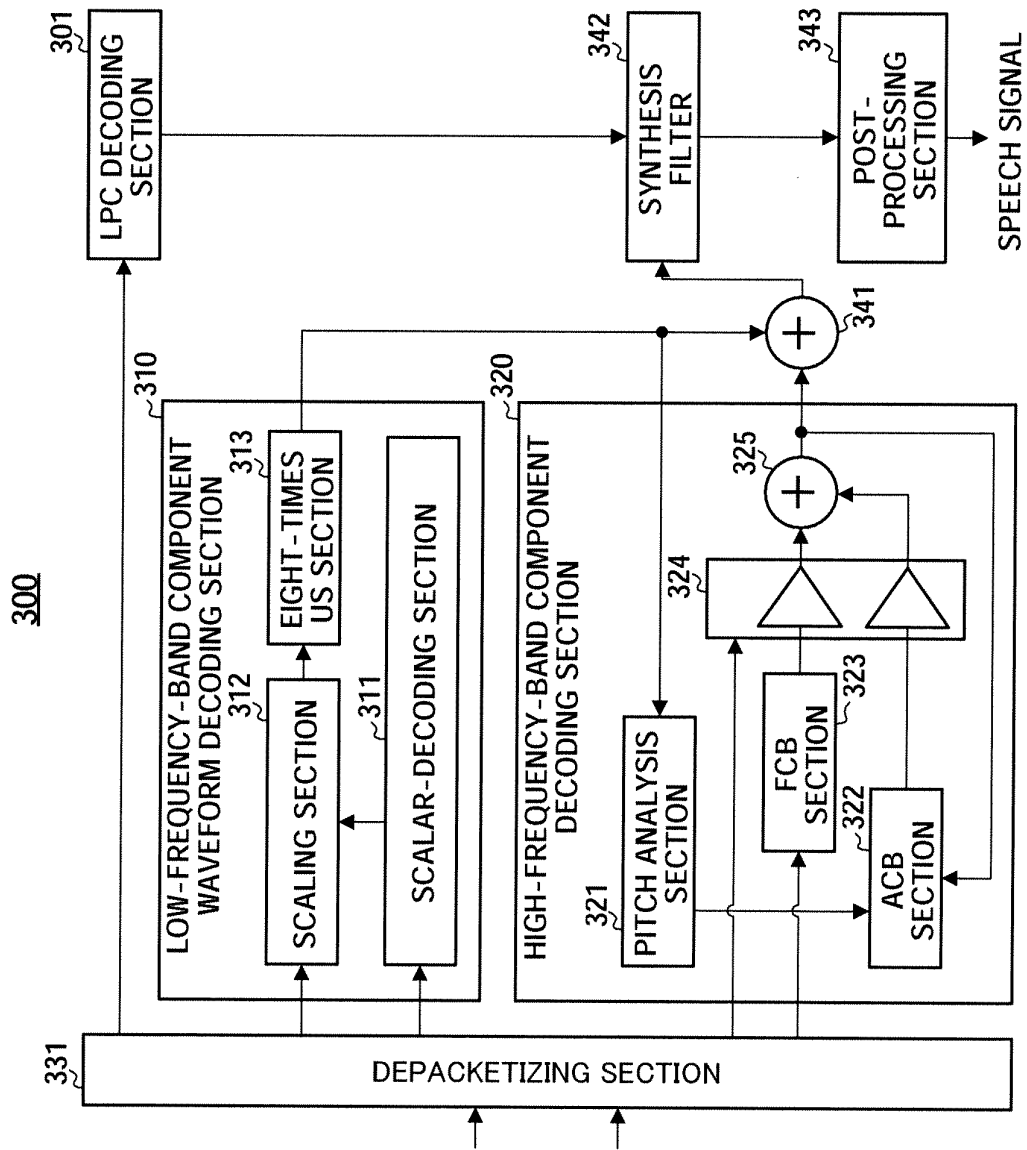 300
331
DEPACKETIZING SECTION
301
LPC DECODING
SECTION
310
LOW-FREQUENCY-BAND COMPONENT
WAVEFORM DECODING SECTION
312
SCALING SECTION
313
EIGHT-TIMES
US SECTION
311
SCALAR-DECODING SECTION
320
HIGH-FREQUENCY-BAND COMPONENT
DECODING SECTION
321
PITCH ANALYSIS
SECTION
322
ACB
SECTION
323
FCB
SECTION
324
325
+
341
+
342
SYNTHESIS
FILTER
343
POST-
PROCESSING
SECTION
SPEECH SIGNAL